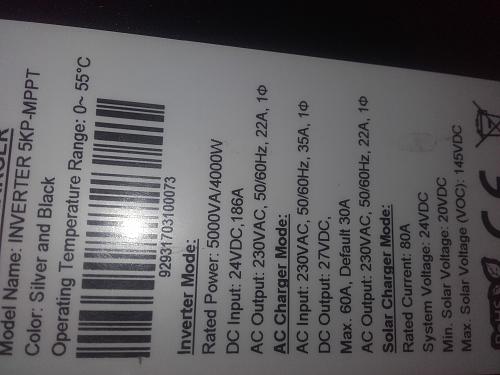 Model Name: INVERTER 5KP-MPPT
Color: Silver and Black
Operating Temperature Range: 0~ 55°C
92931703100073
Inverter Mode:
Rated Power: 5000VA/4000W
DC Input: 24VDC,186A
AC Output: 230VAC, 50/60Hz, 22A, 1Φ
AC Charger Mode:
AC Input: 230VAC, 50/60Hz, 35A, 1Φ
DC Output: 27VDC,
Max. 60A, Default 30A
AC Output: 230VAC, 50/60Hz, 22A, 1Φ
Solar Charger Mode:
Rated Current: 80A
System Voltage: 24VDC
Min. Solar Voltage: 20VDC
Max. Solar Voltage (VOC): 145VDC
CE